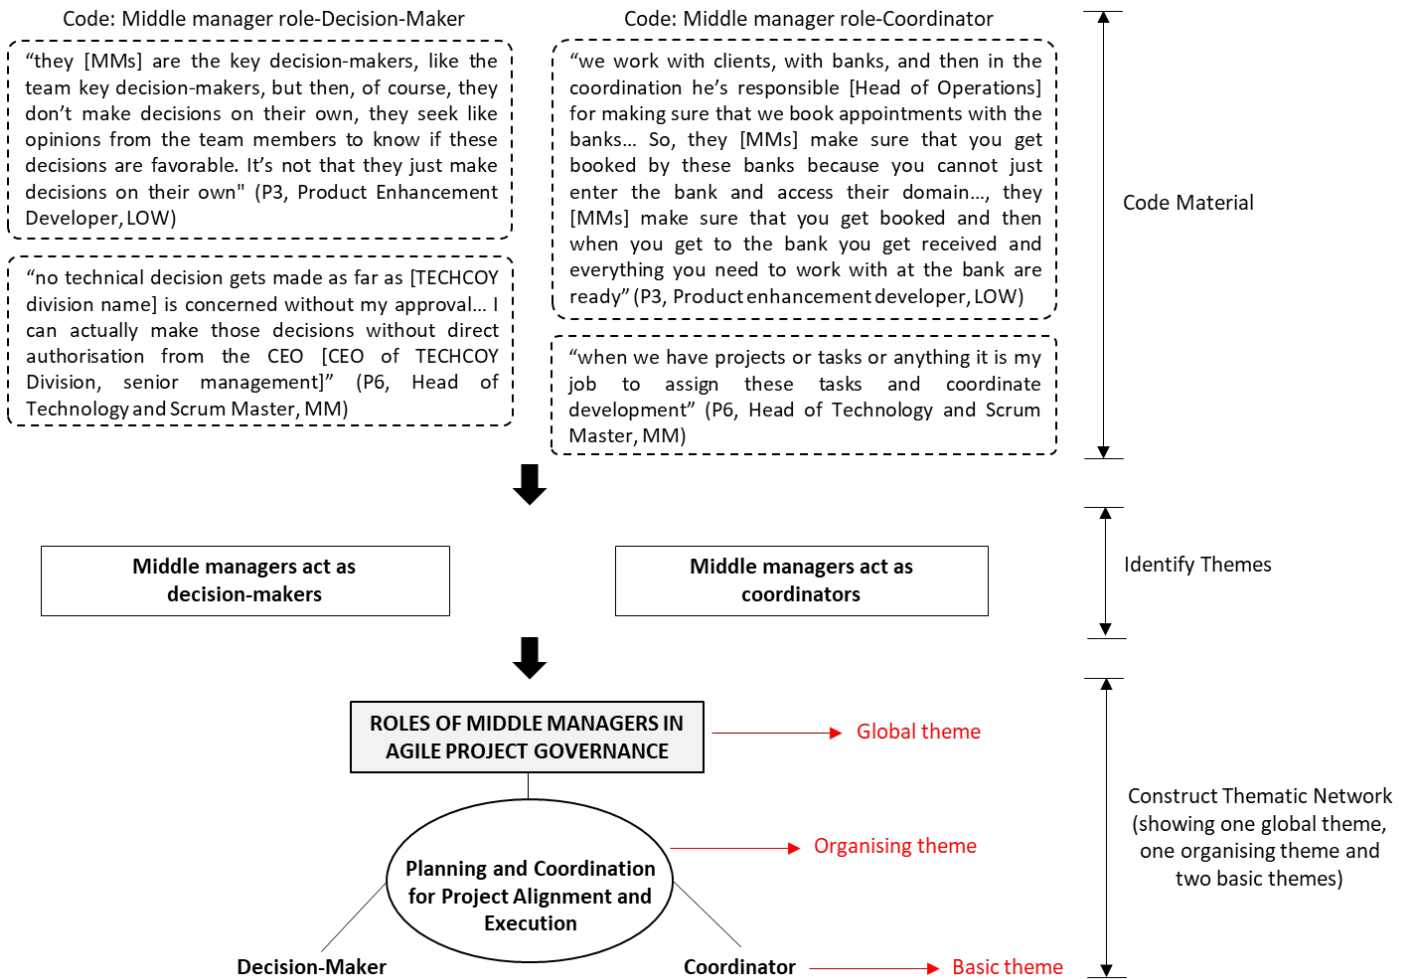 Code: Middle manager role-Decision-Maker
“they [MMs] are the key decision-makers, like the
team key decision-makers, but then, of course, they
don’t make decisions on their own, they seek like
opinions from the team members to know if these
decisions are favorable. It’s not that they just make
decisions on their own" (P3, Product Enhancement
Developer, LOW)
“no technical decision gets made as far as [TECHCOY
division name] is concerned without my approval… I
can actually make those decisions without direct
authorisation from the CEO [CEO of TECHCOY
Division, senior management]” (P6, Head of
Technology and Scrum Master, MM)
Code: Middle manager role-Coordinator
“we work with clients, with banks, and then in the
coordination he’s responsible [Head of Operations]
for making sure that we book appointments with the
banks… So, they [MMs] make sure that you get
booked by these banks because you cannot just
enter the bank and access their domain…, they
[MMs] make sure that you get booked and then
when you get to the bank you get received and
everything you need to work with at the bank are
ready” (P3, Product enhancement developer, LOW)
“when we have projects or tasks or anything it is my
job to assign these tasks and coordinate
development” (P6, Head of Technology and Scrum
Master, MM)
Code Material
Middle managers act as
decision-makers
Middle managers act as
coordinators
Identify Themes
ROLES OF MIDDLE MANAGERS IN
AGILE PROJECT GOVERNANCE
Global theme
Planning and Coordination
for Project Alignment and
Execution
Organising theme
Decision-Maker
Coordinator
Basic theme
Construct Thematic Network
(showing one global theme,
one organising theme and
two basic themes)